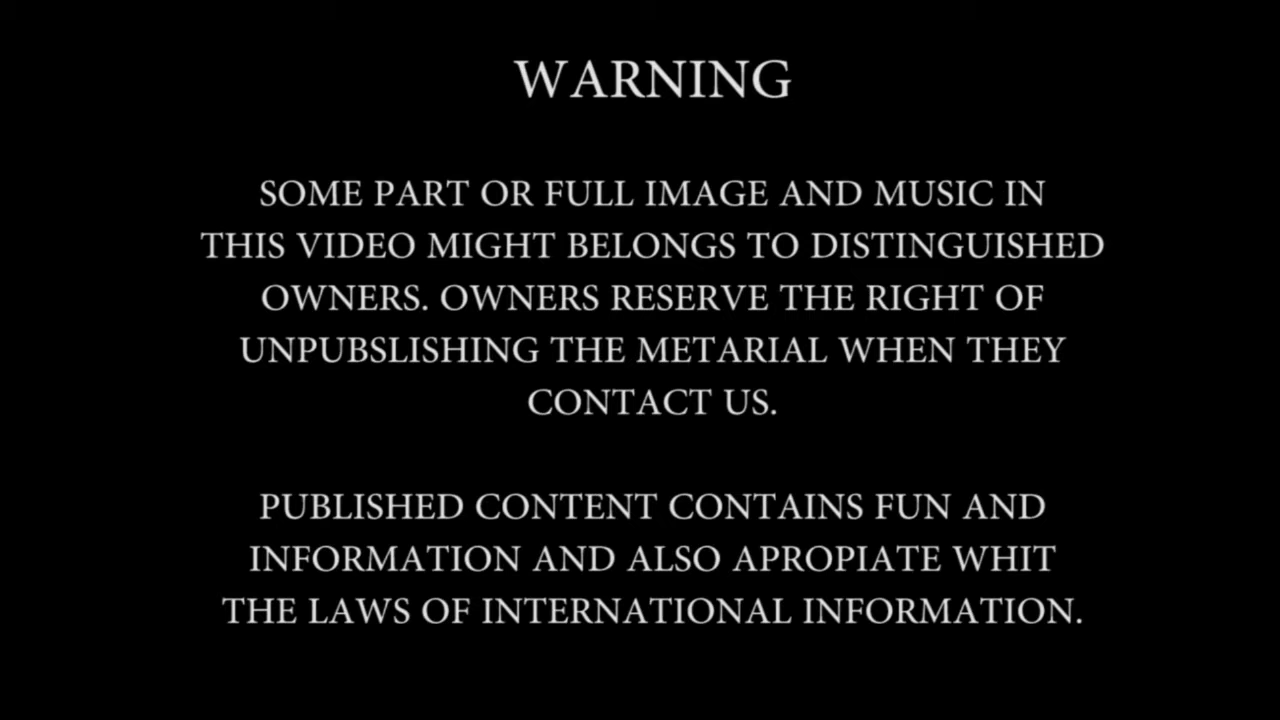 WARNING
SOME PART OR FULL IMAGE AND MUSIC IN
THIS VIDEO MIGHT BELONGS TO DISTINGUISHED
OWNERS. OWNERS RESERVE THE RIGHT OF
UNPUBSLISHING THE METARIAL WHEN THEY
CONTACT US.
PUBLISHED CONTENT CONTAINS FUN AND
INFORMATION AND ALSO APROPIATE WHIT
THE LAWS OF INTERNATIONAL INFORMATION.